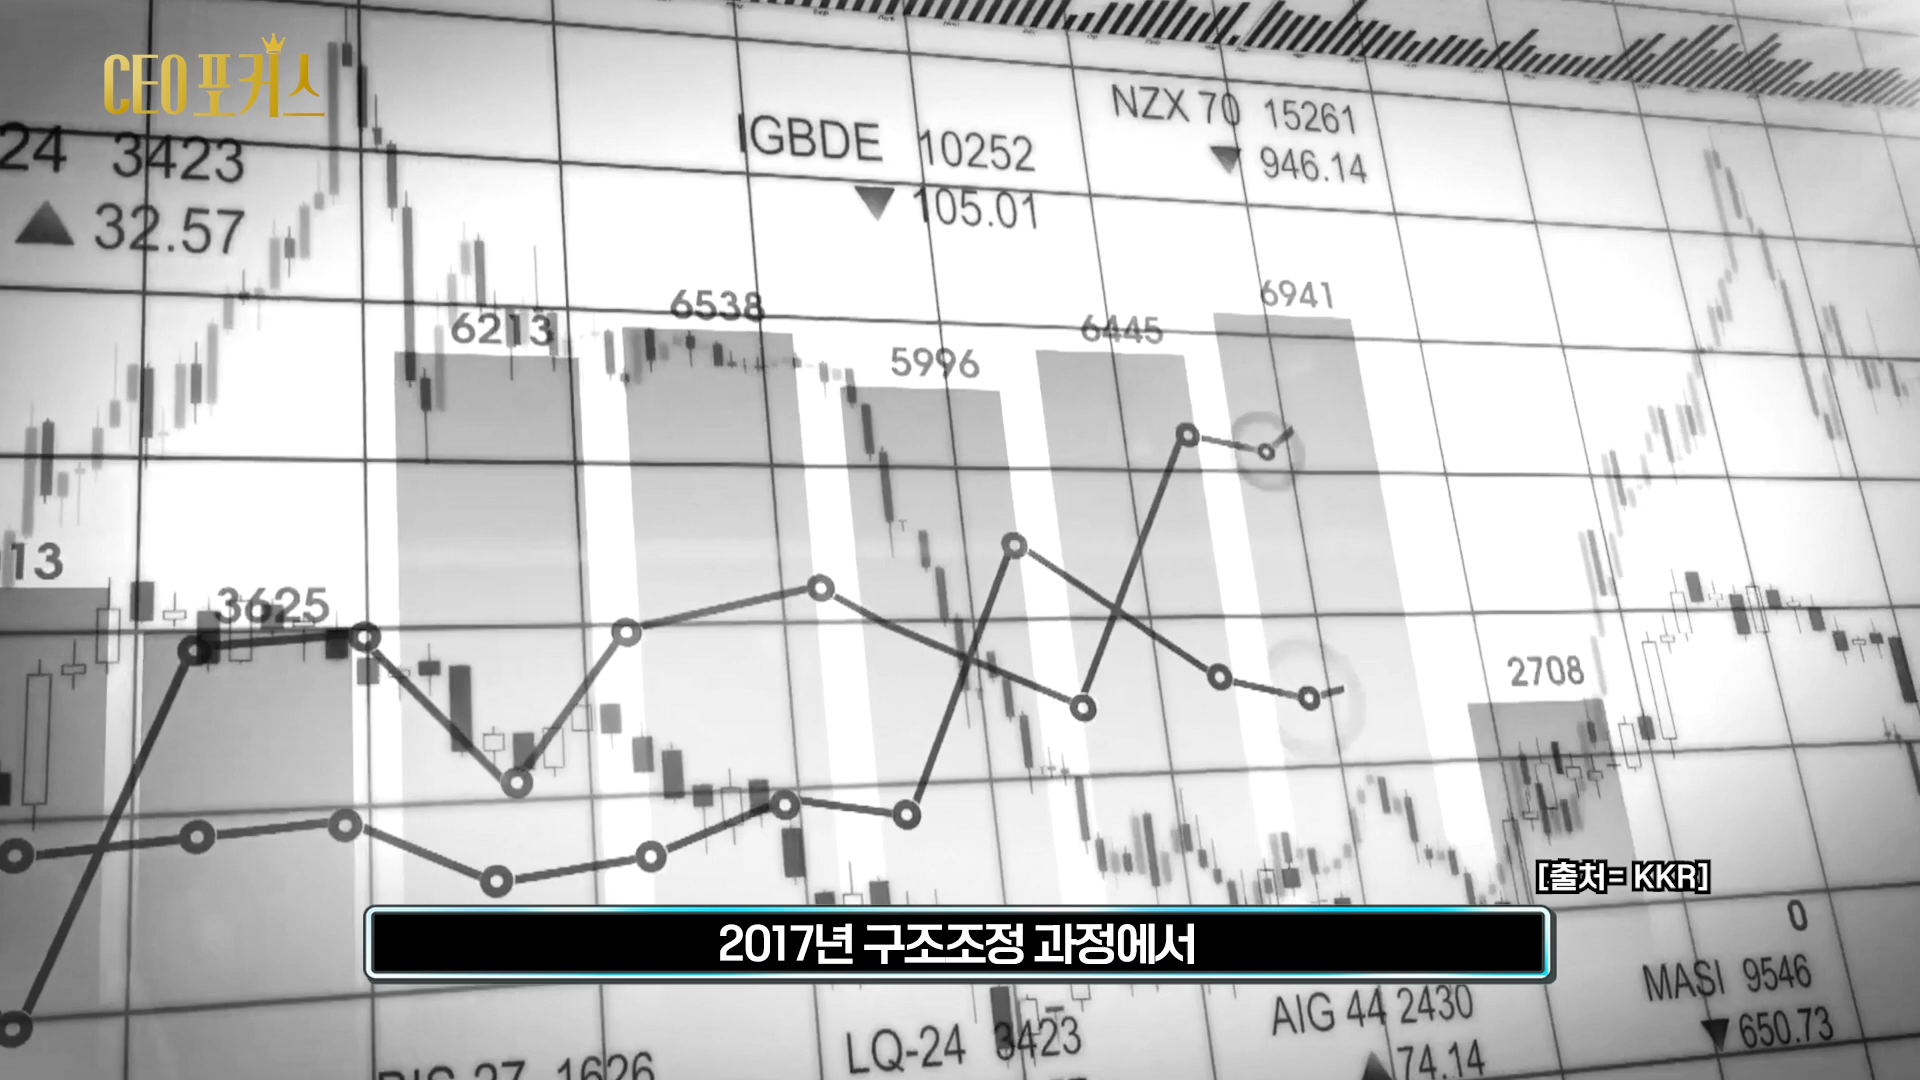 CEO포커스
NZX 70 15261
▼ 946.14
IGBDE 10252
▼ 105.01
24 3423
▲ 32.57
6941
6538
6213
6445
5996
13
3625
2708
[출처= KKR]
0
2017년 구조조정 과정에서
MASI 9546
▼ 650.73
AIG 44 2430
▲ 74.14
LQ-24 3423
27 1626